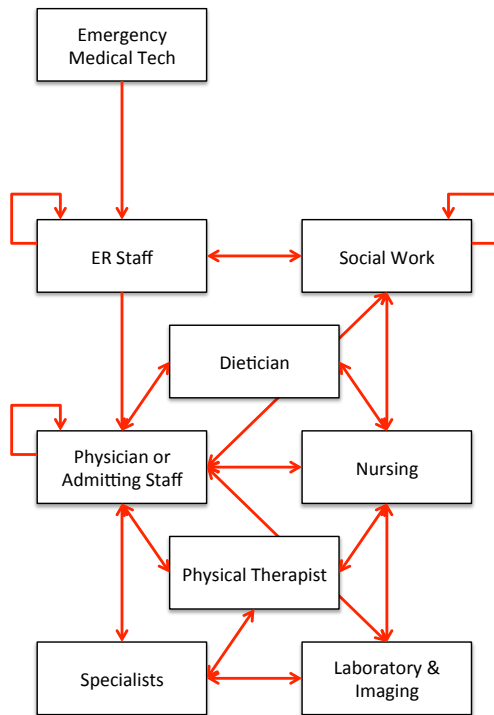 Emergency
Medical Tech
ER Staff
Social Work
Dietician
Physician or
Admitting Staff
Nursing
Physical Therapist
Specialists
Laboratory &
Imaging